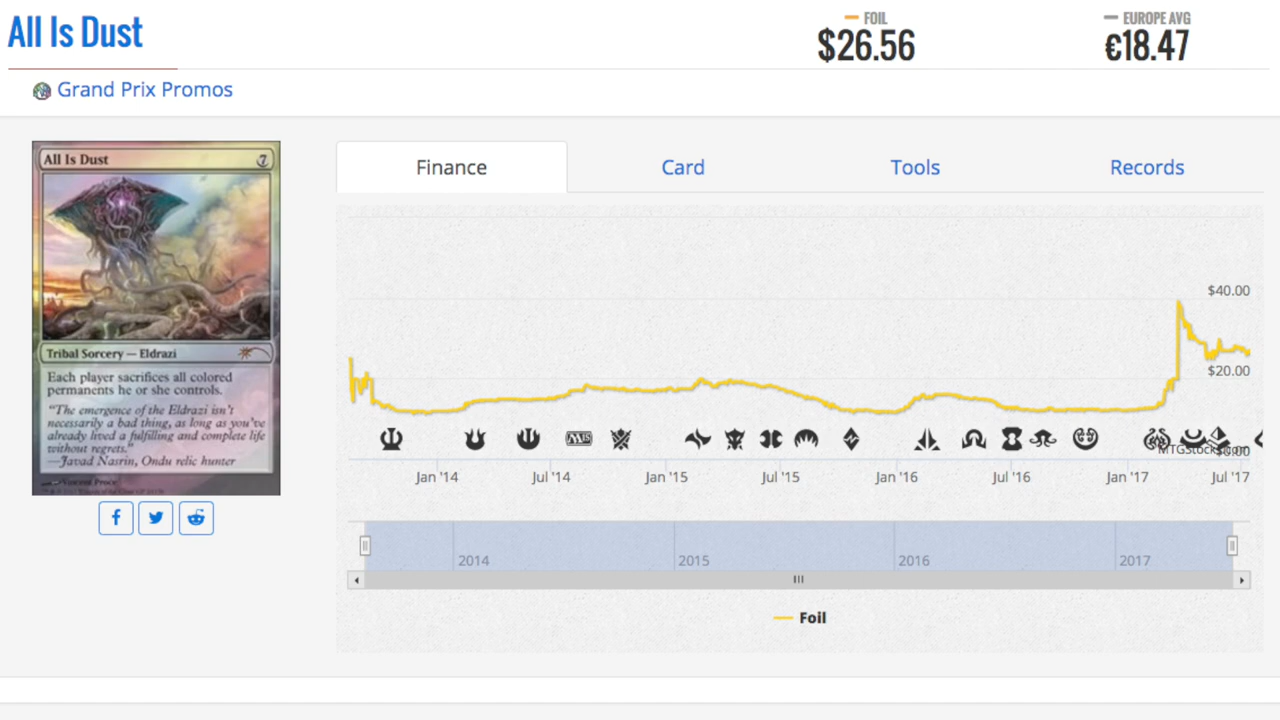 All Is Dust
FOIL
$26.56
EUROPE AVG
€18.47
Grand Prix Promos
All Is Dust
7
Tribal Sorcery — Eldrazi
Each player sacrifices all colored
permanents he or she controls.
“The emergence of the Eldrazi isn’t
necessarily a bad thing, as long as you’ve
already lived a fulfilling and complete life
without regrets.”
—Javad Nasrin, Ondu relic hunter
Finance
Card
Tools
Records
$40.00
$20.00
Jan '14
Jul '14
Jan '15
Jul '15
Jan '16
Jul '16
Jan '17
Jul '17
2014
2015
2016
2017
Foil